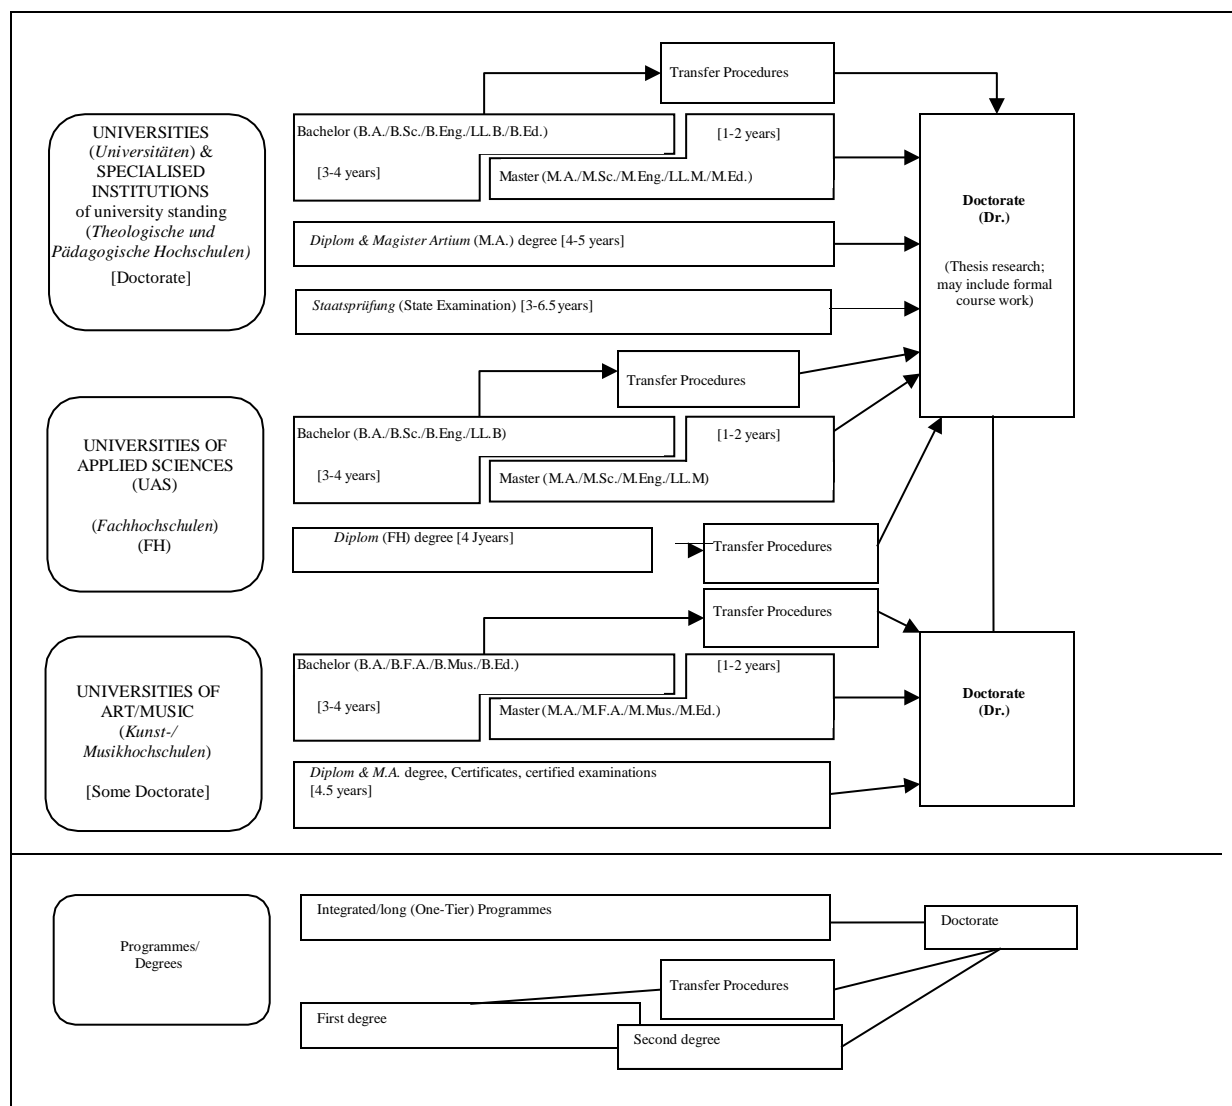 Transfer Procedures
UNIVERSITIES
(Universitäten) &
SPECIALISED
INSTITUTIONS
of university standing
(Theologische und
Pädagogische Hochschulen)
[Doctorate]
Bachelor (B.A./B.Sc./B.Eng./LL.B./B.Ed.)
[3-4 years]
[1-2 years]
Master (M.A./M.Sc./M.Eng./LL.M./M.Ed.)
Diplom & Magister Artium (M.A.) degree [4-5 years]
Staatsprüfung (State Examination) [3-6.5years]
Doctorate
(Dr.)
(Thesis research;
may include formal
course work)
Transfer Procedures
UNIVERSITIES OF
APPLIED SCIENCES
(UAS)
(Fachhochschulen)
(FH)
Bachelor (B.A./B.Sc./B.Eng./LL.B)
[3-4 years]
[1-2 years]
Master (M.A./M.Sc./M.Eng./LL.M)
Diplom (FH) degree [4 Jyears]
Transfer Procedures
Transfer Procedures
UNIVERSITIES OF
ART/MUSIC
(Kunst-/
Musikhochschulen)
[Some Doctorate]
Bachelor (B.A./B.F.A./B.Mus./B.Ed.)
[3-4 years]
[1-2 years]
Master (M.A./M.F.A./M.Mus./M.Ed.)
Diplom & M.A. degree, Certificates, certified examinations
[4.5 years]
Doctorate
(Dr.)
Programmes/
Degrees
Integrated/long (One-Tier) Programmes
Doctorate
Transfer Procedures
First degree
Second degree